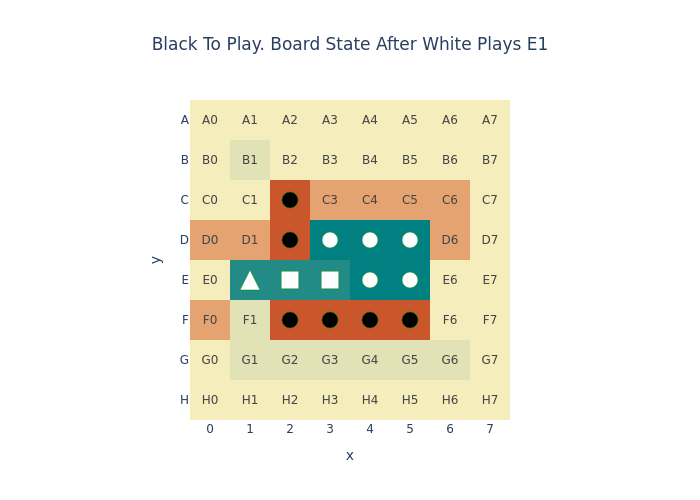 Black To Play. Board State After White Plays E1
A A0 A1 A2 A3 A4 A5 A6 A7
B B0 B1 B2 B3 B4 B5 B6 B7
C C0 C1 C3 C4 C5 C6 C7
D D0 D1 D6 D7
y
E E0 E6 E7
F F0 F1 F6 F7
G G0 G1 G2 G3 G4 G5 G6 G7
H H0 H1 H2 H3 H4 H5 H6 H7
0 1 2 3 4 5 6 7
x